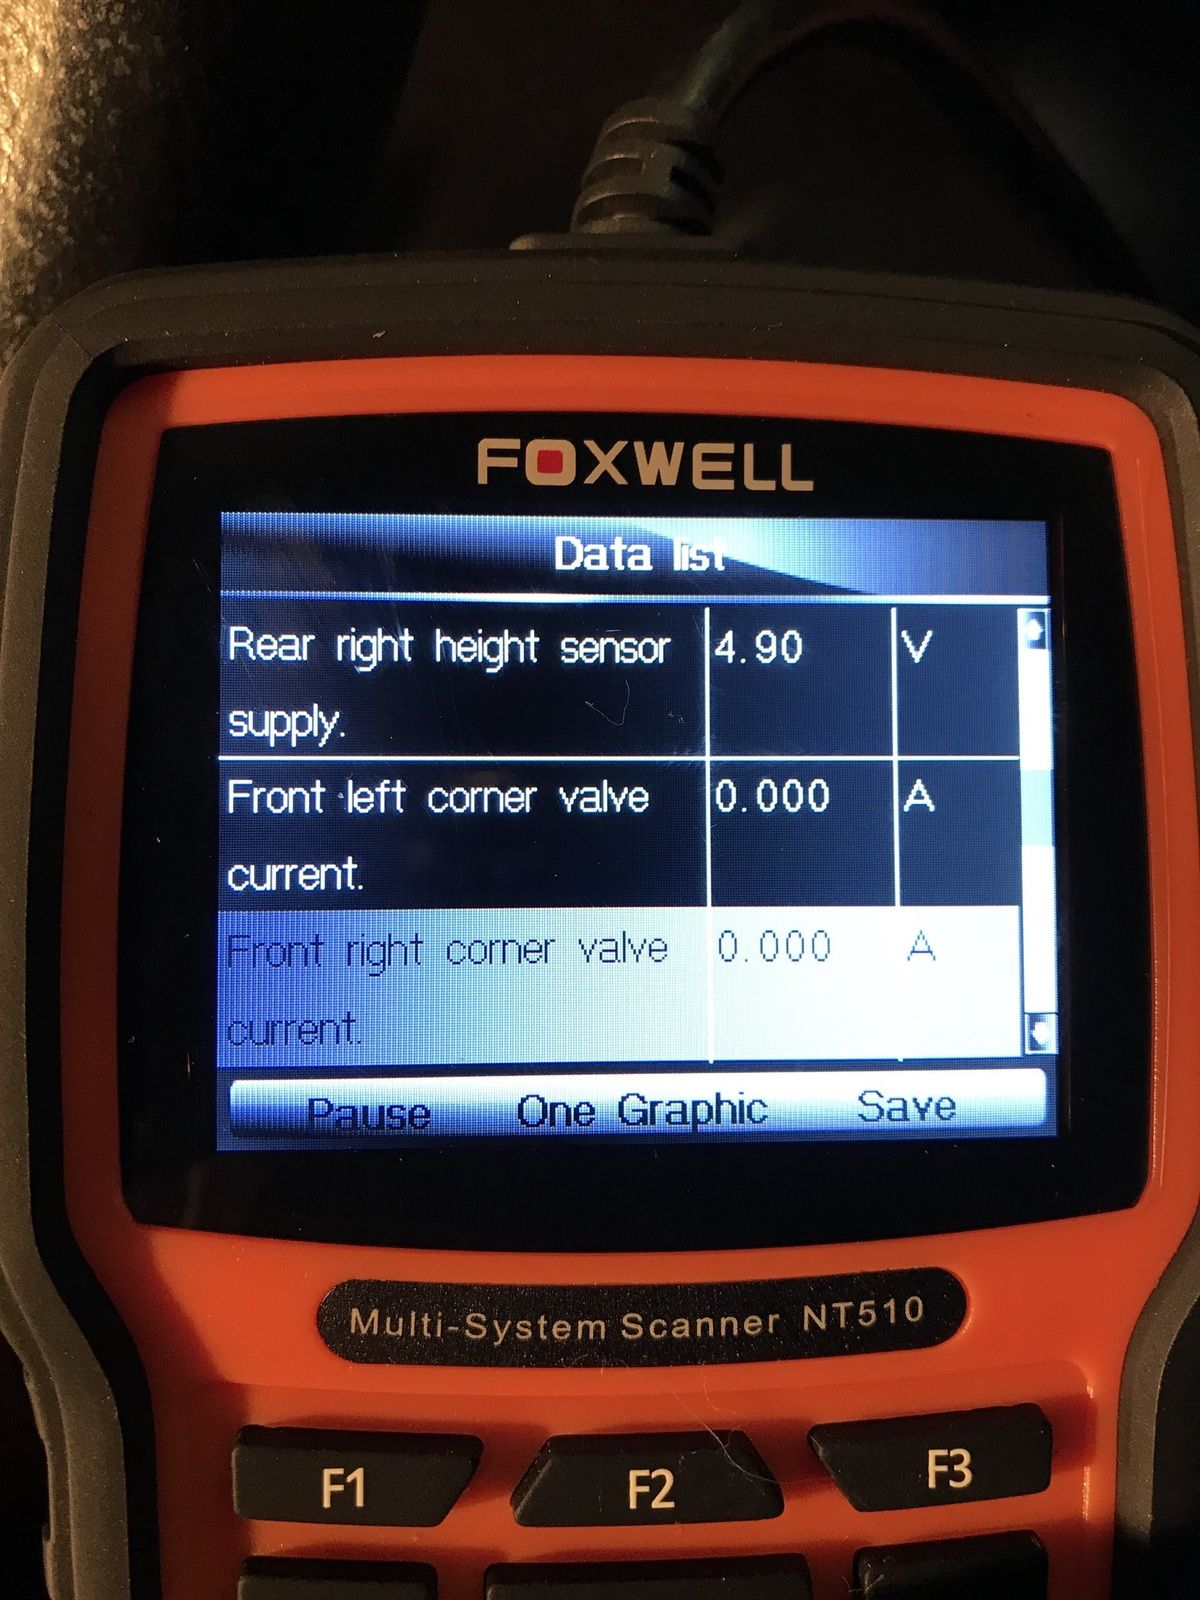 FOXWELL
Data list
Rear right height sensor 4.90 V
supply.
Front left corner valve 0.000 A
current.
Front right corner valve 0.000 A
current.
Pause One Graphic Save
Multi-System Scanner NT510
F1 F2 F3